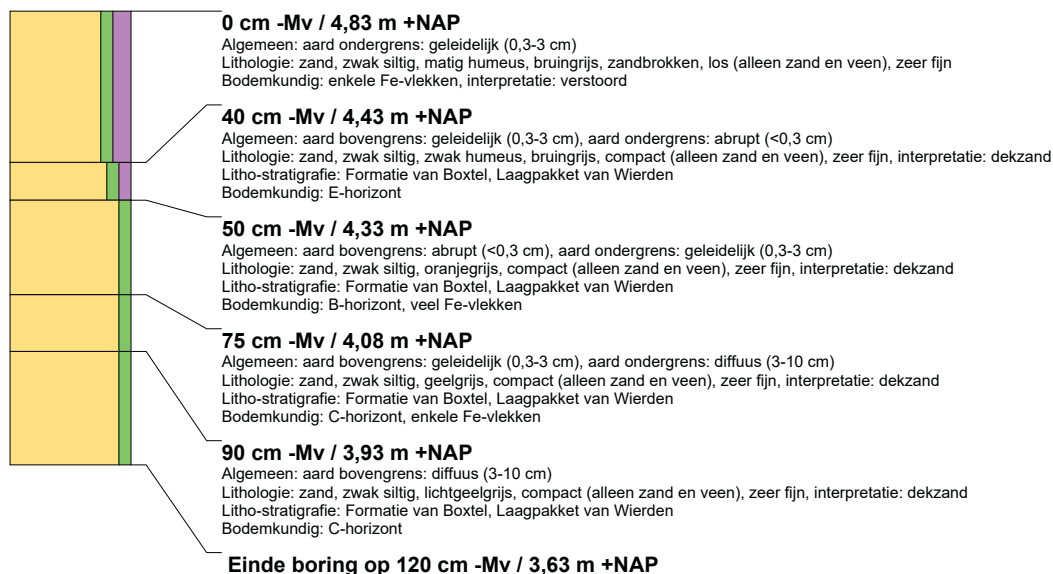 0 cm -Mv / 4,83 m +NAP
Algemeen: aard ondergrens: geleidelijk (0,3-3 cm)
Lithologie: zand, zwak siltig, matig humeus, bruingrijs, zandbrokken, los (alleen zand en veen), zeer fijn
Bodemkundig: enkele Fe-vlekken, interpretatie: verstoord
40 cm -Mv / 4,43 m +NAP
Algemeen: aard bovengrens: geleidelijk (0,3-3 cm), aard ondergrens: abrupt (<0,3 cm)
Lithologie: zand, zwak siltig, zwak humeus, bruingrijs, compact (alleen zand en veen), zeer fijn, interpretatie: dekzand
Litho-stratigrafie: Formatie van Boxtel, Laagpakket van Wierden
Bodemkundig: E-horizont
50 cm -Mv / 4,33 m +NAP
Algemeen: aard bovengrens: abrupt (<0,3 cm), aard ondergrens: geleidelijk (0,3-3 cm)
Lithologie: zand, zwak siltig, oranjegrijs, compact (alleen zand en veen), zeer fijn, interpretatie: dekzand
Litho-stratigrafie: Formatie van Boxtel, Laagpakket van Wierden
Bodemkundig: B-horizont, veel Fe-vlekken
75 cm -Mv / 4,08 m +NAP
Algemeen: aard bovengrens: geleidelijk (0,3-3 cm), aard ondergrens: diffuus (3-10 cm)
Lithologie: zand, zwak siltig, geelgrijs, compact (alleen zand en veen), zeer fijn, interpretatie: dekzand
Litho-stratigrafie: Formatie van Boxtel, Laagpakket van Wierden
Bodemkundig: C-horizont, enkele Fe-vlekken
90 cm -Mv / 3,93 m +NAP
Algemeen: aard bovengrens: diffuus (3-10 cm)
Lithologie: zand, zwak siltig, lichtgeelgrijs, compact (alleen zand en veen), zeer fijn, interpretatie: dekzand
Litho-stratigrafie: Formatie van Boxtel, Laagpakket van Wierden
Bodemkundig: C-horizont
Einde boring op 120 cm -Mv / 3,63 m +NAP